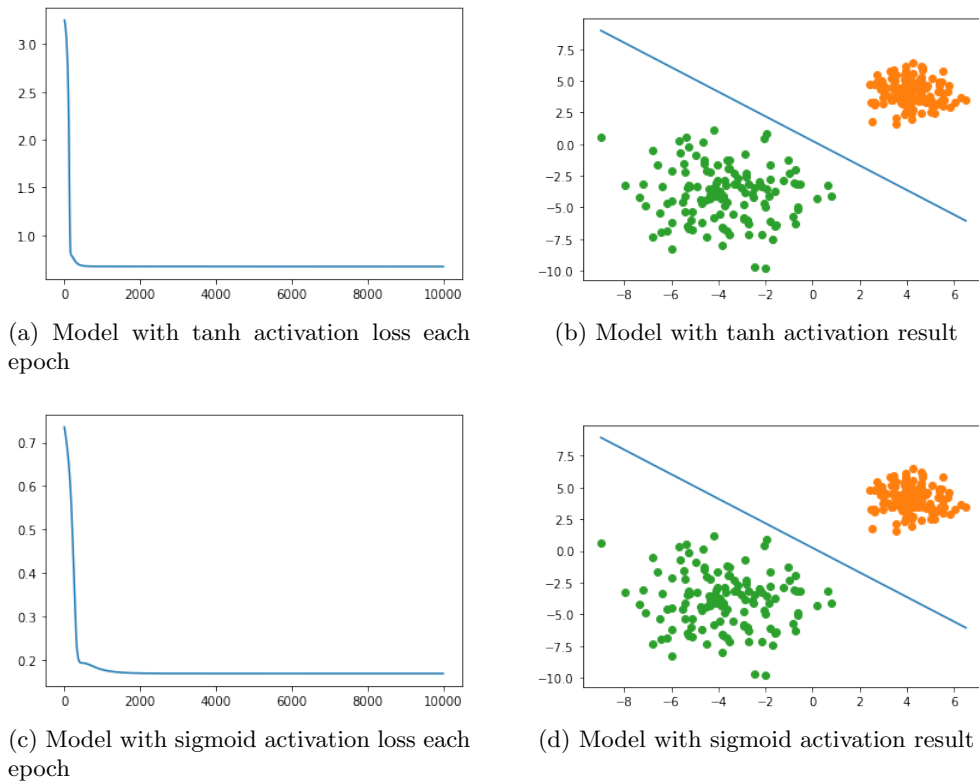 3.0
2.5
2.0
1.5
1.0
0 2000 4000 6000 8000 10000
(a) Model with tanh activation loss each
epoch
7.5
5.0
2.5
0.0
−2.5
−5.0
−7.5
−10.0
−8 −6 −4 −2 0 2 4 6
(b) Model with tanh activation result
0.7
0.6
0.5
0.4
0.3
0.2
0 2000 4000 6000 8000 10000
(c) Model with sigmoid activation loss each
epoch
7.5
5.0
2.5
0.0
−2.5
−5.0
−7.5
−10.0
−8 −6 −4 −2 0 2 4 6
(d) Model with sigmoid activation result